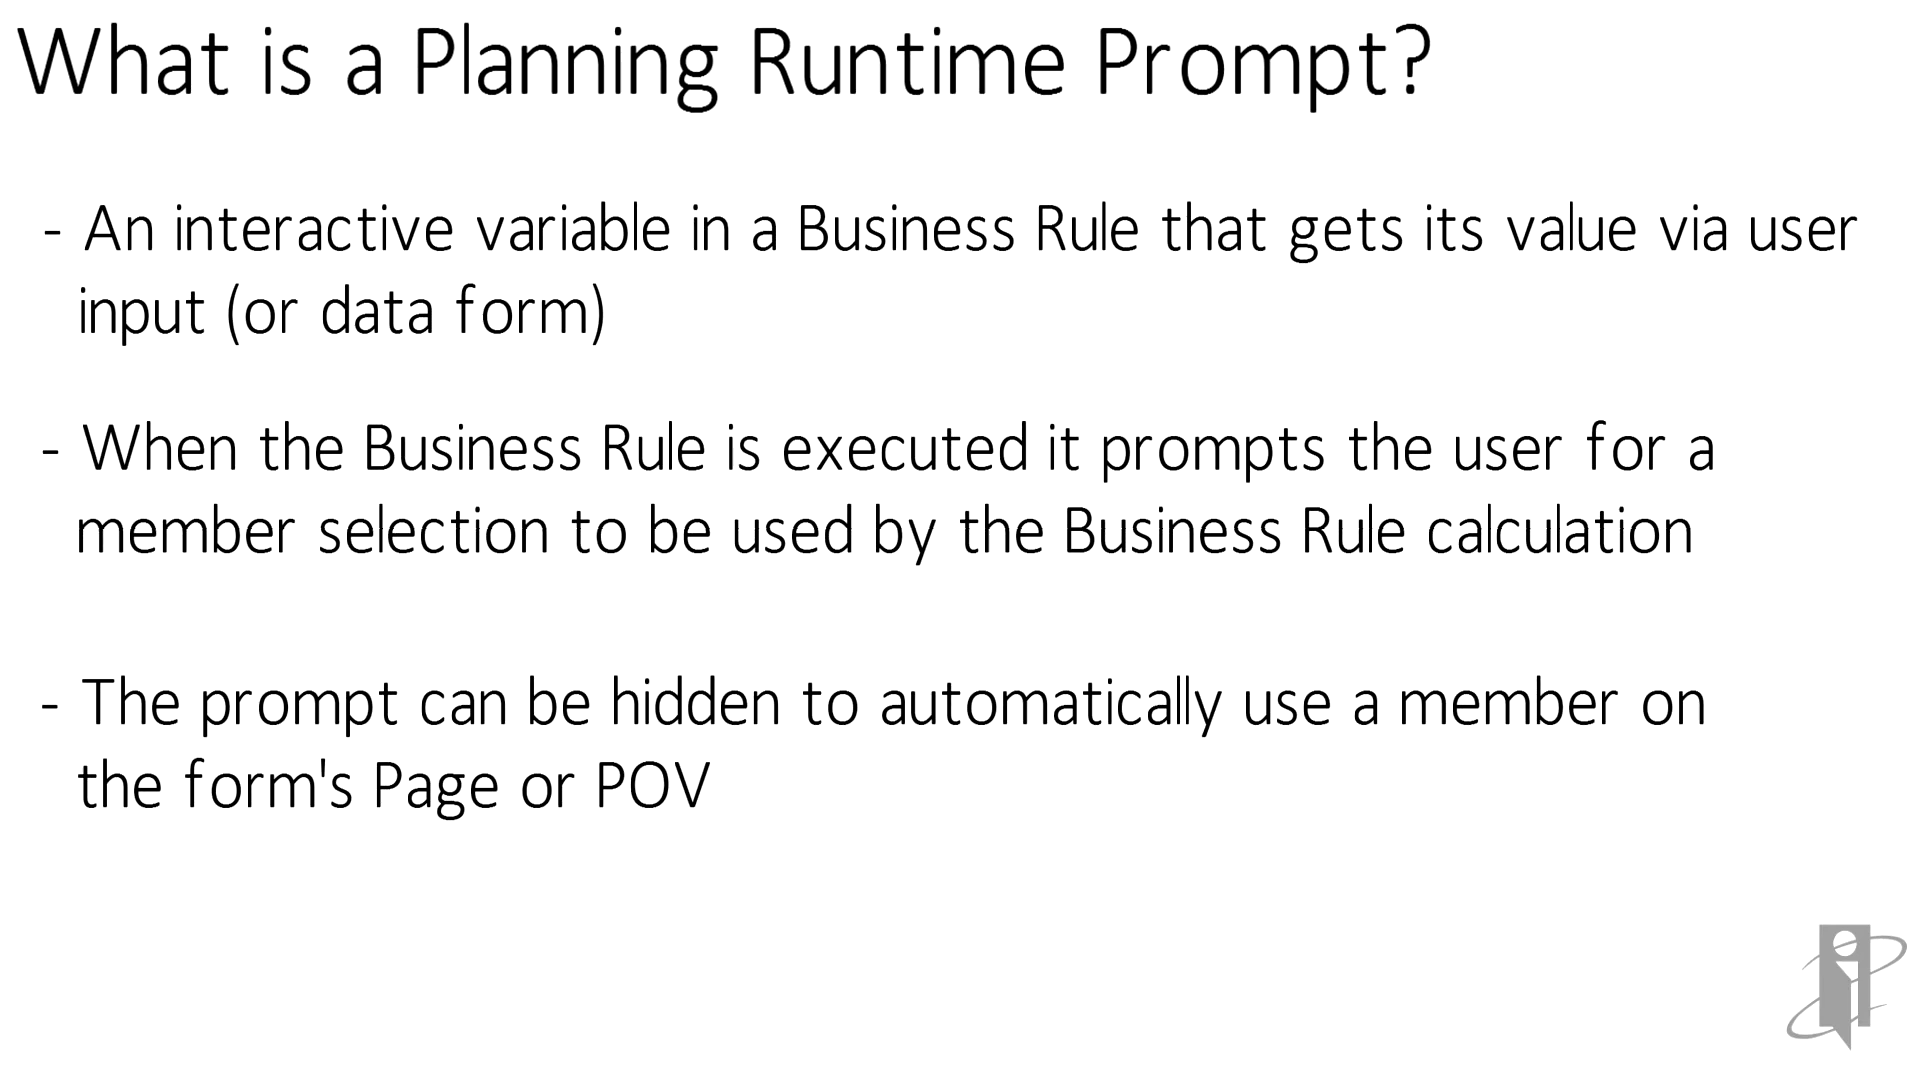 What is a Planning Runtime Prompt?
- An interactive variable in a Business Rule that gets its value via user
input (or data form)
- When the Business Rule is executed it prompts the user for a
member selection to be used by the Business Rule calculation
- The prompt can be hidden to automatically use a member on
the form's Page or POV